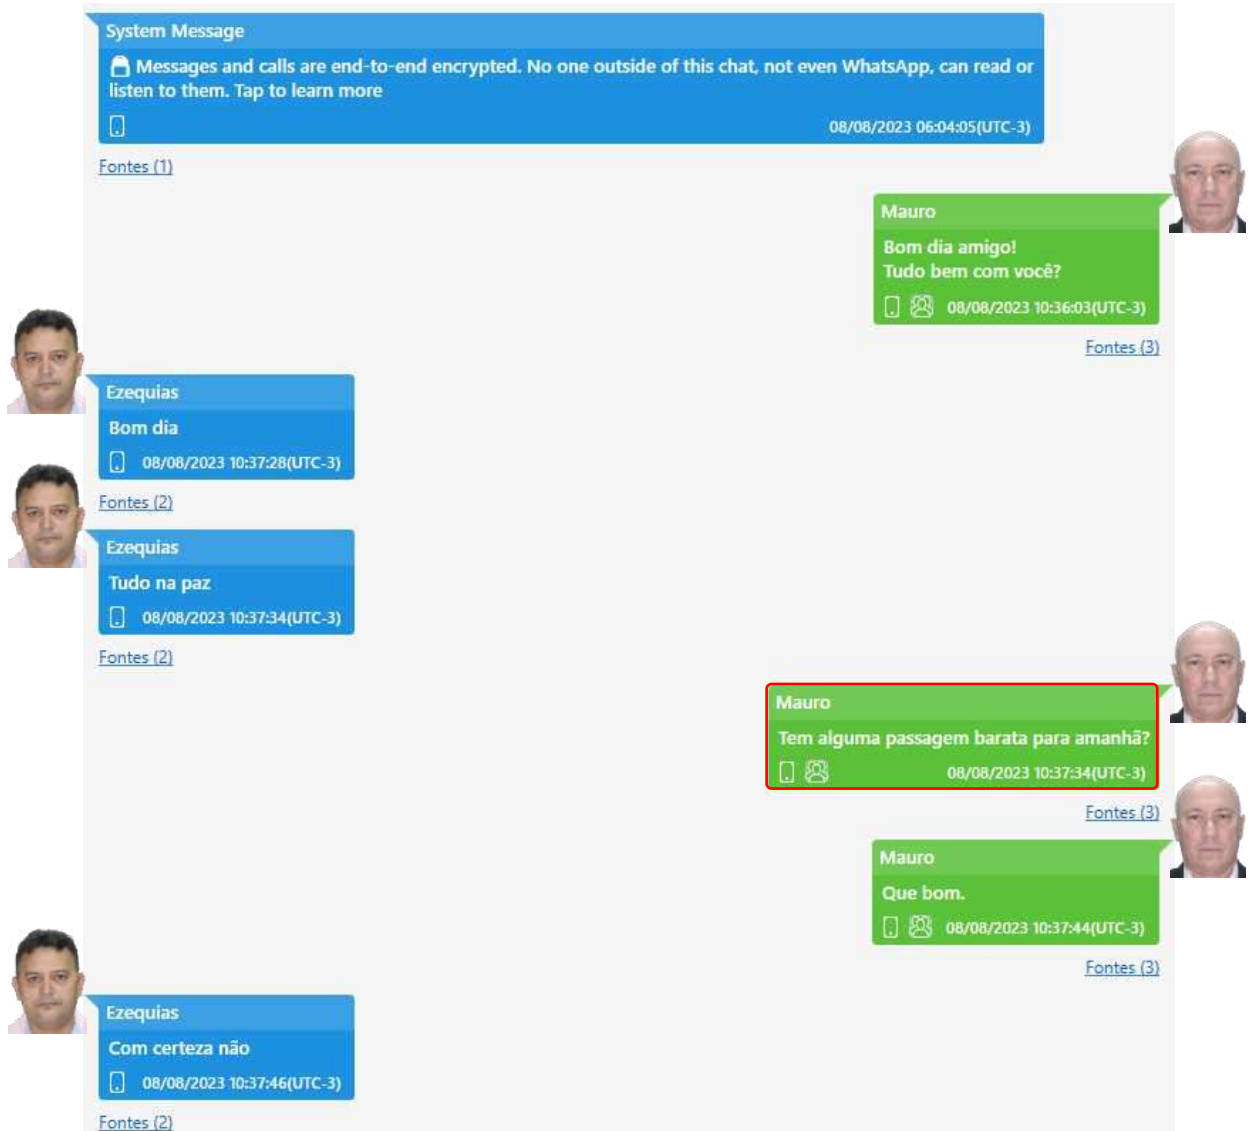 System Message
Messages and calls are end-to-end encrypted. No one outside of this chat, not even WhatsApp, can read or
listen to them. Tap to learn more
08/08/2023 06:04:05(UTC-3)
Fontes (1)
Mauro
Bom dia amigo!
Tudo bem com você?
08/08/2023 10:36:03(UTC-3)
Fontes (3)
Ezequias
Bom dia
08/08/2023 10:37:28(UTC-3)
Fontes (2)
Ezequias
Tudo na paz
08/08/2023 10:37:34(UTC-3)
Fontes (2)
Mauro
Tem alguma passagem barata para amanhã?
08/08/2023 10:37:34(UTC-3)
Fontes (3)
Mauro
Que bom.
08/08/2023 10:37:44(UTC-3)
Fontes (3)
Ezequias
Com certeza não
08/08/2023 10:37:46(UTC-3)
Fontes (2)